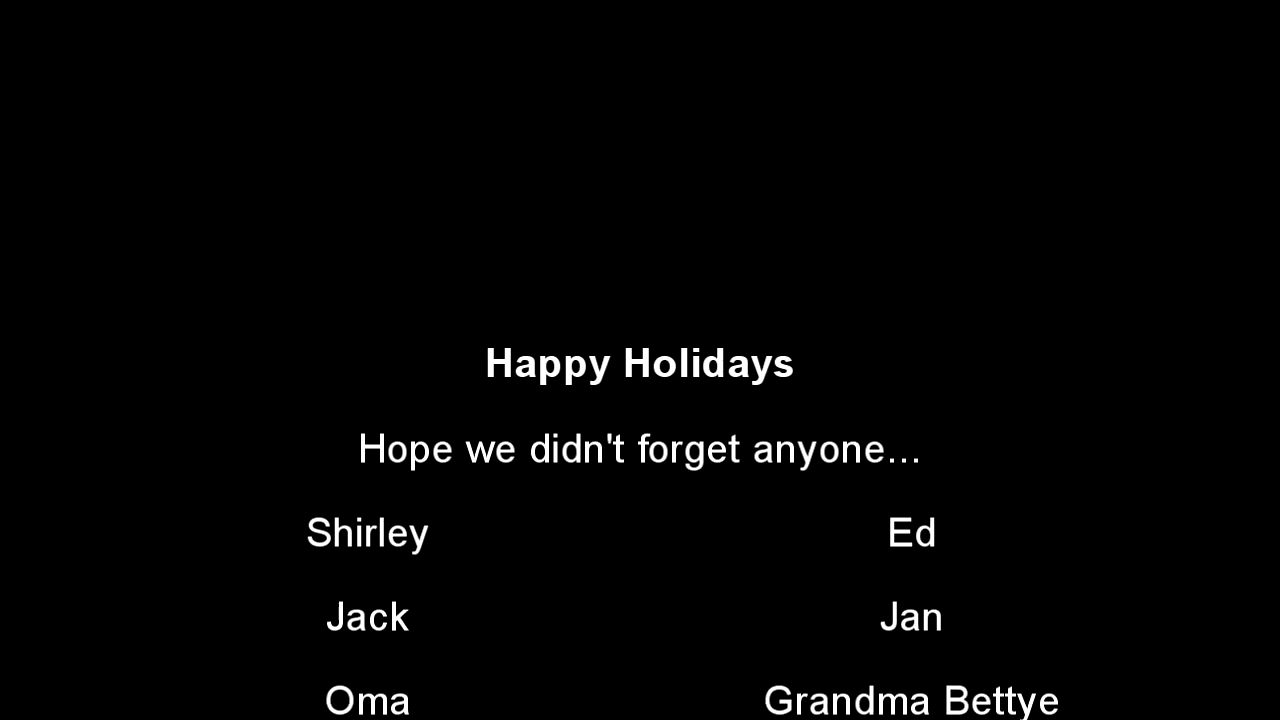 Happy Holidays
Hope we didn't forget anyone...
Shirley Ed
Jack Jan
Oma Grandma Bettye